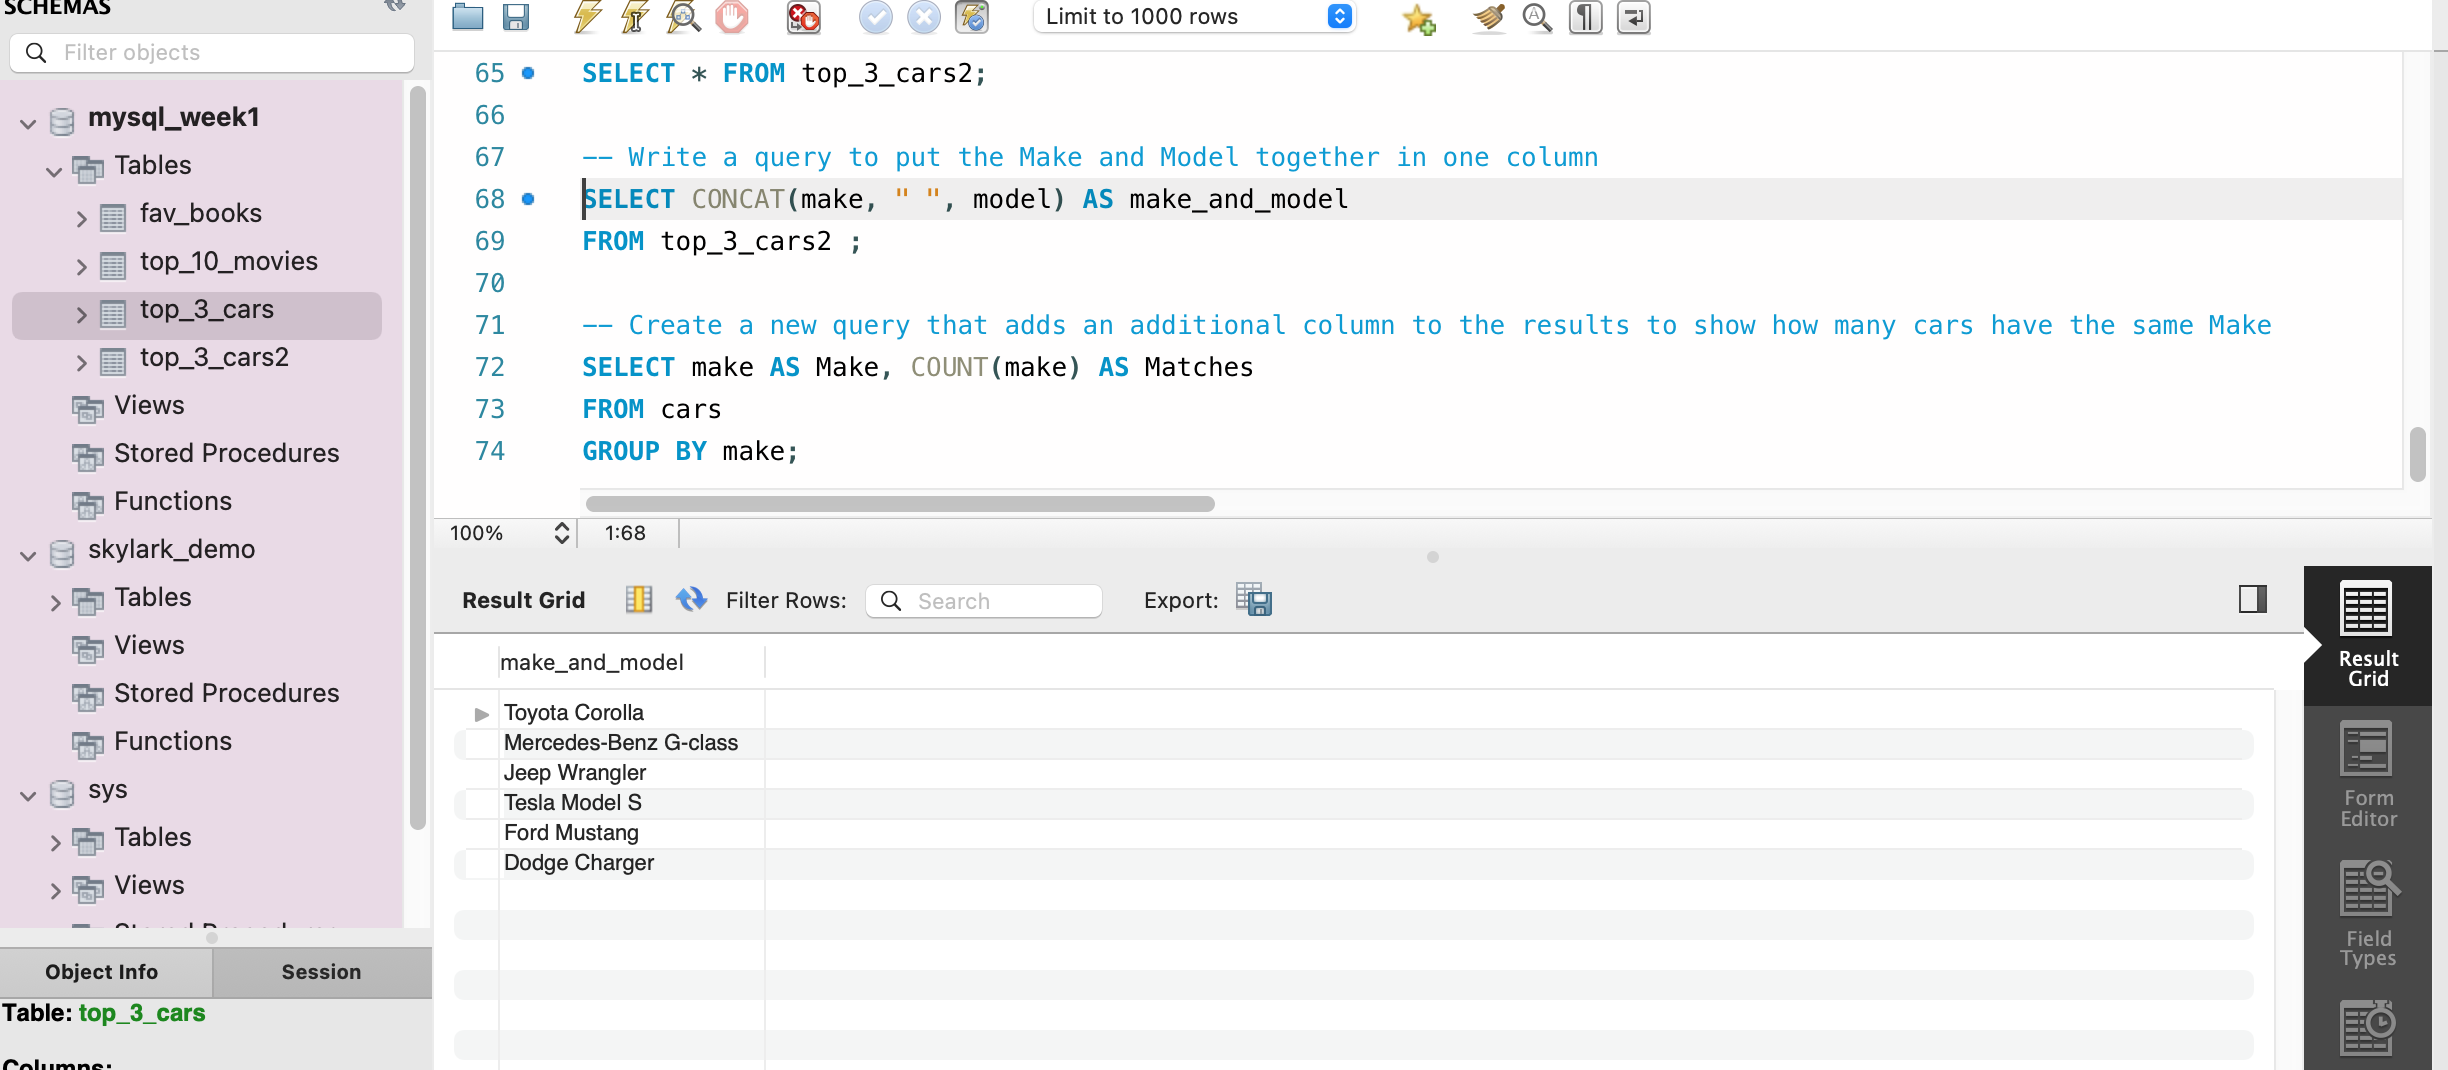 SCHEMAS
Filter objects
mysql_week1
Tables
fav_books
top_10_movies
top_3_cars
top_3_cars2
Views
Stored Procedures
Functions
skylark_demo
Tables
Views
Stored Procedures
Functions
sys
Tables
Views
Stored Procedures
Object Info Session
Table: top_3_cars
Columns:
Limit to 1000 rows
65 SELECT * FROM top_3_cars2;
66
67 -- Write a query to put the Make and Model together in one column
68 SELECT CONCAT(make, " ", model) AS make_and_model
69 FROM top_3_cars2 ;
70
71 -- Create a new query that adds an additional column to the results to show how many cars have the same Make
72 SELECT make AS Make, COUNT(make) AS Matches
73 FROM cars
74 GROUP BY make;
100% 1:68
Result Grid Filter Rows: Search Export:
make_and_model
Toyota Corolla
Mercedes-Benz G-class
Jeep Wrangler
Tesla Model S
Ford Mustang
Dodge Charger
Result
Grid
Form
Editor
Field
Types